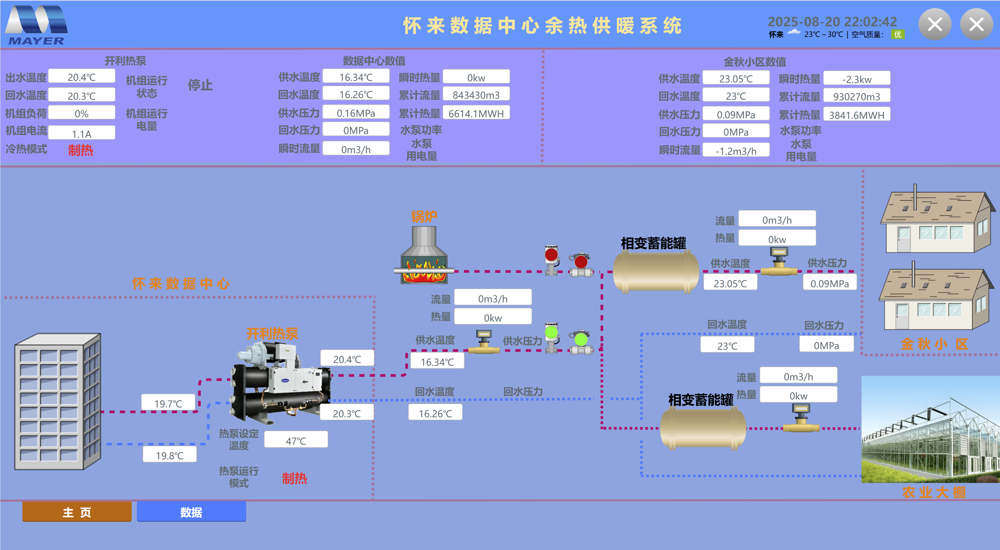 MAYER
怀来数据中心余热供暖系统
2025-08-20 22:02:42
怀来 23℃～30℃ | 空气质量： 优
开利热泵
出水温度 20.4℃
回水温度 20.3℃
机组负荷 0%
机组电流 1.1A
冷热模式 制热
机组运行
状态
停止
机组运行
电量
数据中心数值
供水温度 16.34℃ 瞬时热量 0kw
回水温度 16.26℃ 累计流量 843430m3
供水压力 0.16MPa 累计热量 6614.1MWH
回水压力 0MPa 水泵功率
瞬时流量 0m3/h 水泵
用电量
金秋小区数值
供水温度 23.05℃ 瞬时热量 -2.3kw
回水温度 23℃ 累计流量 930270m3
供水压力 0.09MPa 累计热量 3841.6MWH
回水压力 0MPa 水泵功率
瞬时流量 -1.2m3/h 水泵
用电量
锅炉
相变蓄能罐
流量 0m3/h
热量 0kw
供水温度 供水压力
23.05℃ 0.09MPa
怀来数据中心
流量 0m3/h
热量 0kw
供水温度 供水压力
16.34℃
回水温度 回水压力
16.26℃
回水温度 回水压力
23℃ 0MPa
金秋小区
开利热泵
Carrier
20.4℃
20.3℃
19.7℃
19.8℃
热泵设定
温度
47℃
热泵运行
模式
制热
流量 0m3/h
热量 0kw
相变蓄能罐
农业大棚
主 页
数据